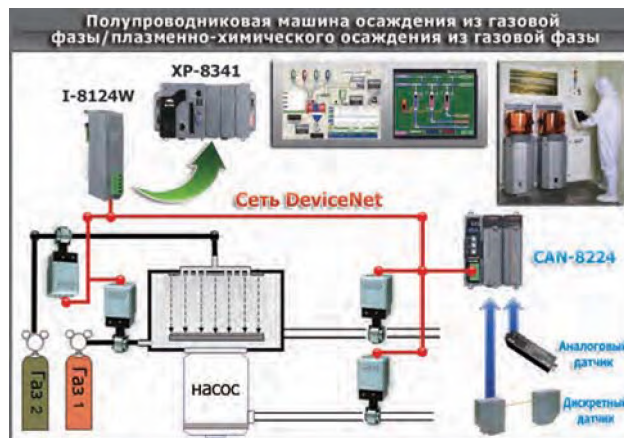 Полупроводниковая машина осаждения из газовой
фазы/плазменно-химического осаждения из газовой фазы
I-8124W
XP-8341
Сеть DeviceNet
CAN-8224
Аналоговый
датчик
Дискретный
датчик
Газ 2
Газ 1
насос